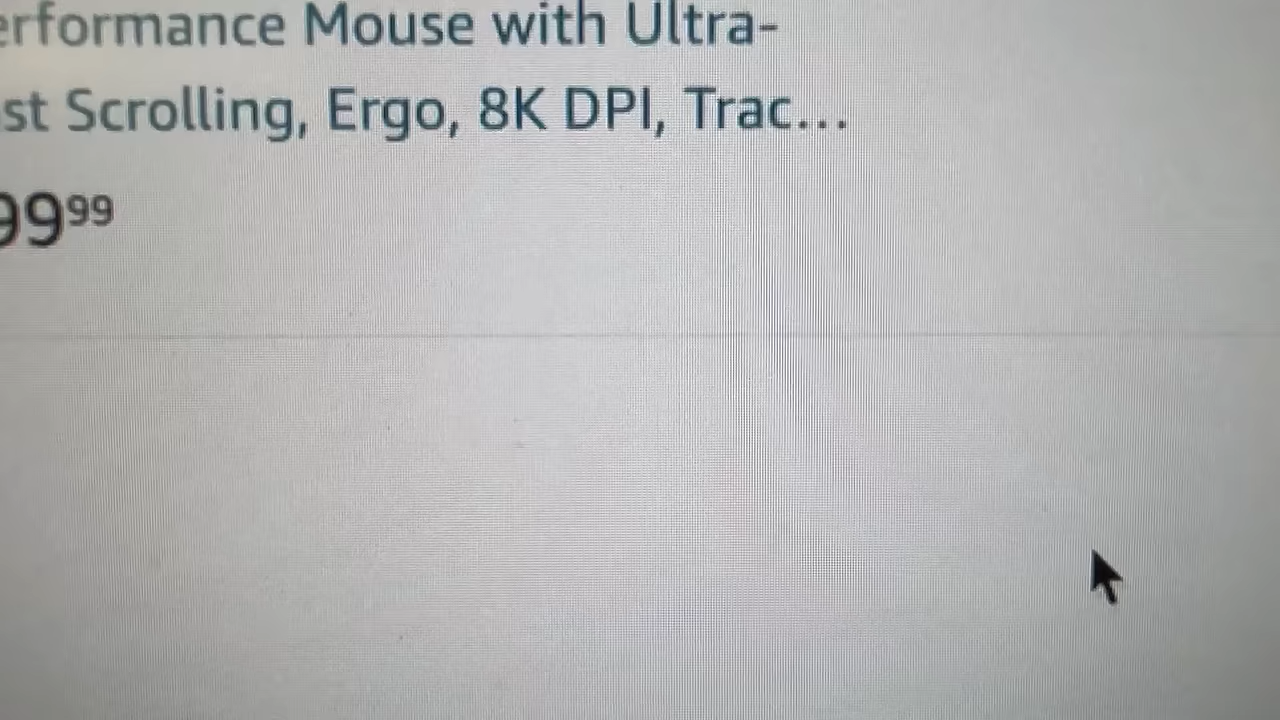 erformance Mouse with Ultra-
st Scrolling, Ergo, 8K DPI, Trac...
99⁹⁹